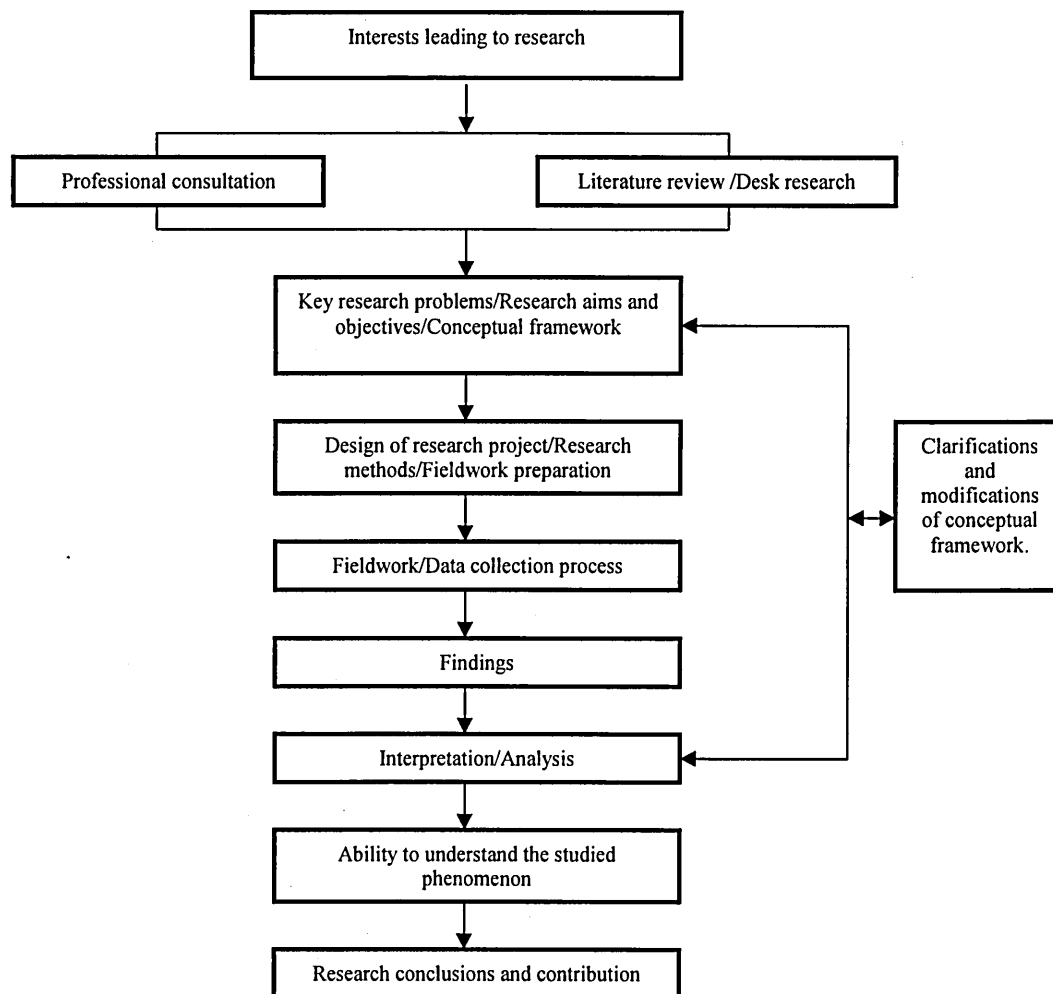 Interests leading to research
Professional consultation
Literature review /Desk research
Key research problems/Research aims and
objectives/Conceptual framework
Design of research project/Research
methods/Fieldwork preparation
Clarifications
and
modifications
of conceptual
framework.
Fieldwork/Data collection process
Findings
Interpretation/Analysis
Ability to understand the studied
phenomenon
Research conclusions and contribution